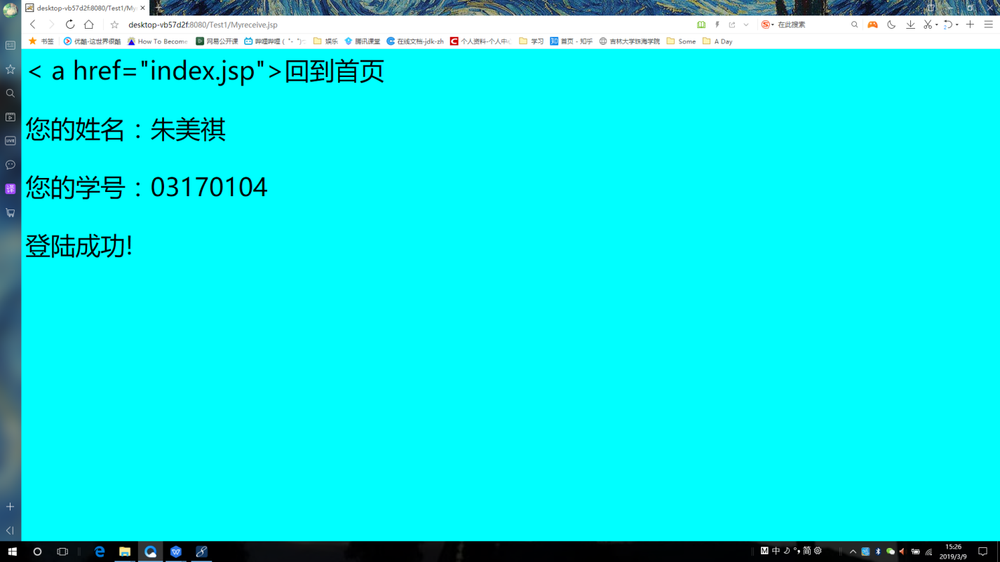 desktop-vb57d2f:8080/Test1/My
desktop-vb57d2f:8080/Test1/Myreceive.jsp
在此搜索
书签 优酷-这世界很酷 How To Become 网易公开课 哔哩哔哩 ( ゜- ゜)つ 娱乐 腾讯课堂 在线文档-jdk-zh 个人资料-个人中心 学习 首页 - 知乎 吉林大学珠海学院 Some A Day
< a href="index.jsp">回到首页
您的姓名：朱美祺
您的学号：03170104
登陆成功!
LIVE
译
M 中 简
15:26
2019/3/9